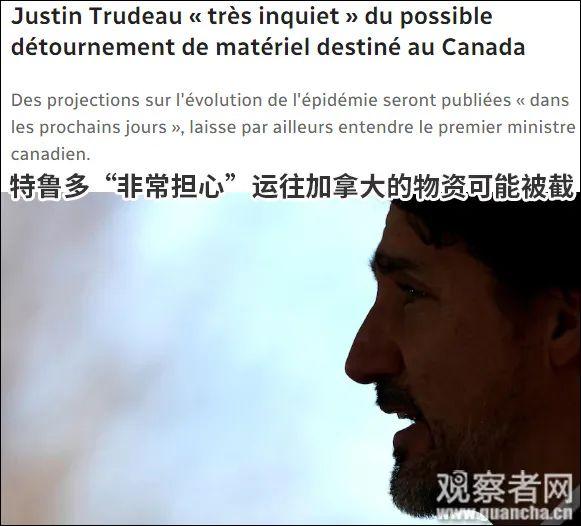 Justin Trudeau « très inquiet » du possible
détournement de matériel destiné au Canada
Des projections sur l'évolution de l'épidémie seront publiées « dans
les prochains jours », laisse par ailleurs entendre le premier ministre
canadien.
特鲁多“非常担心”运往加拿大的物资可能被截
观察者网
www.guancha.cn